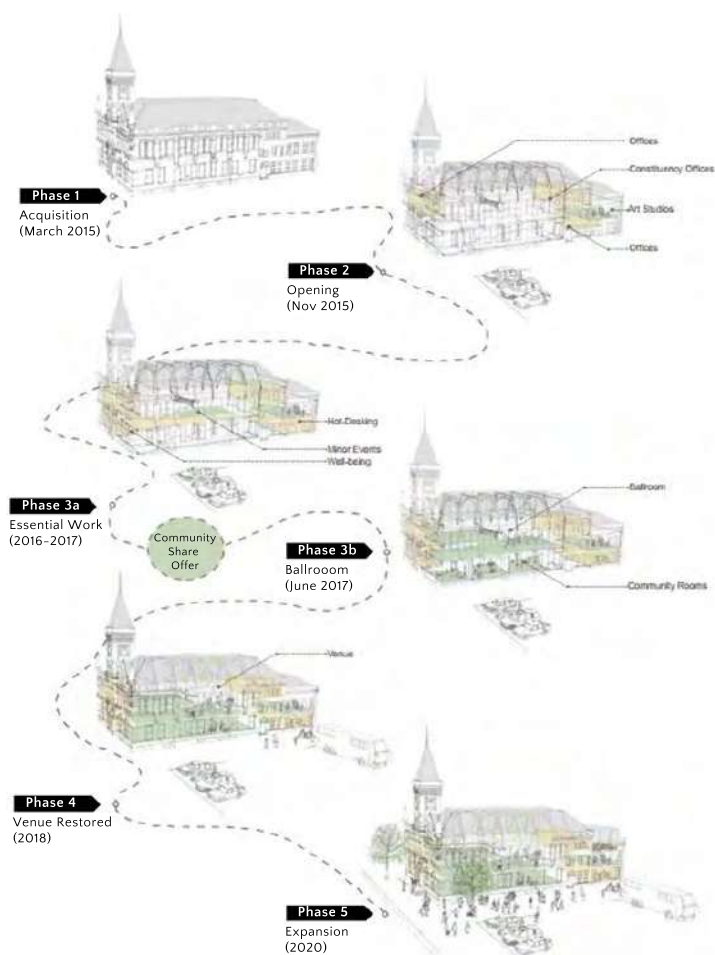 Phase 1
Acquisition
(March 2015)
Offices
Constituency Offices
Art Studios
Offices
Phase 2
Opening
(Nov 2015)
Hot-Desking
Minor Events
Well-being
Phase 3a
Essential Work
(2016-2017)
Community
Share
Offer
Phase 3b
Ballrooom
(June 2017)
Ballroom
Community Rooms
Venue
Phase 4
Venue Restored
(2018)
Phase 5
Expansion
(2020)